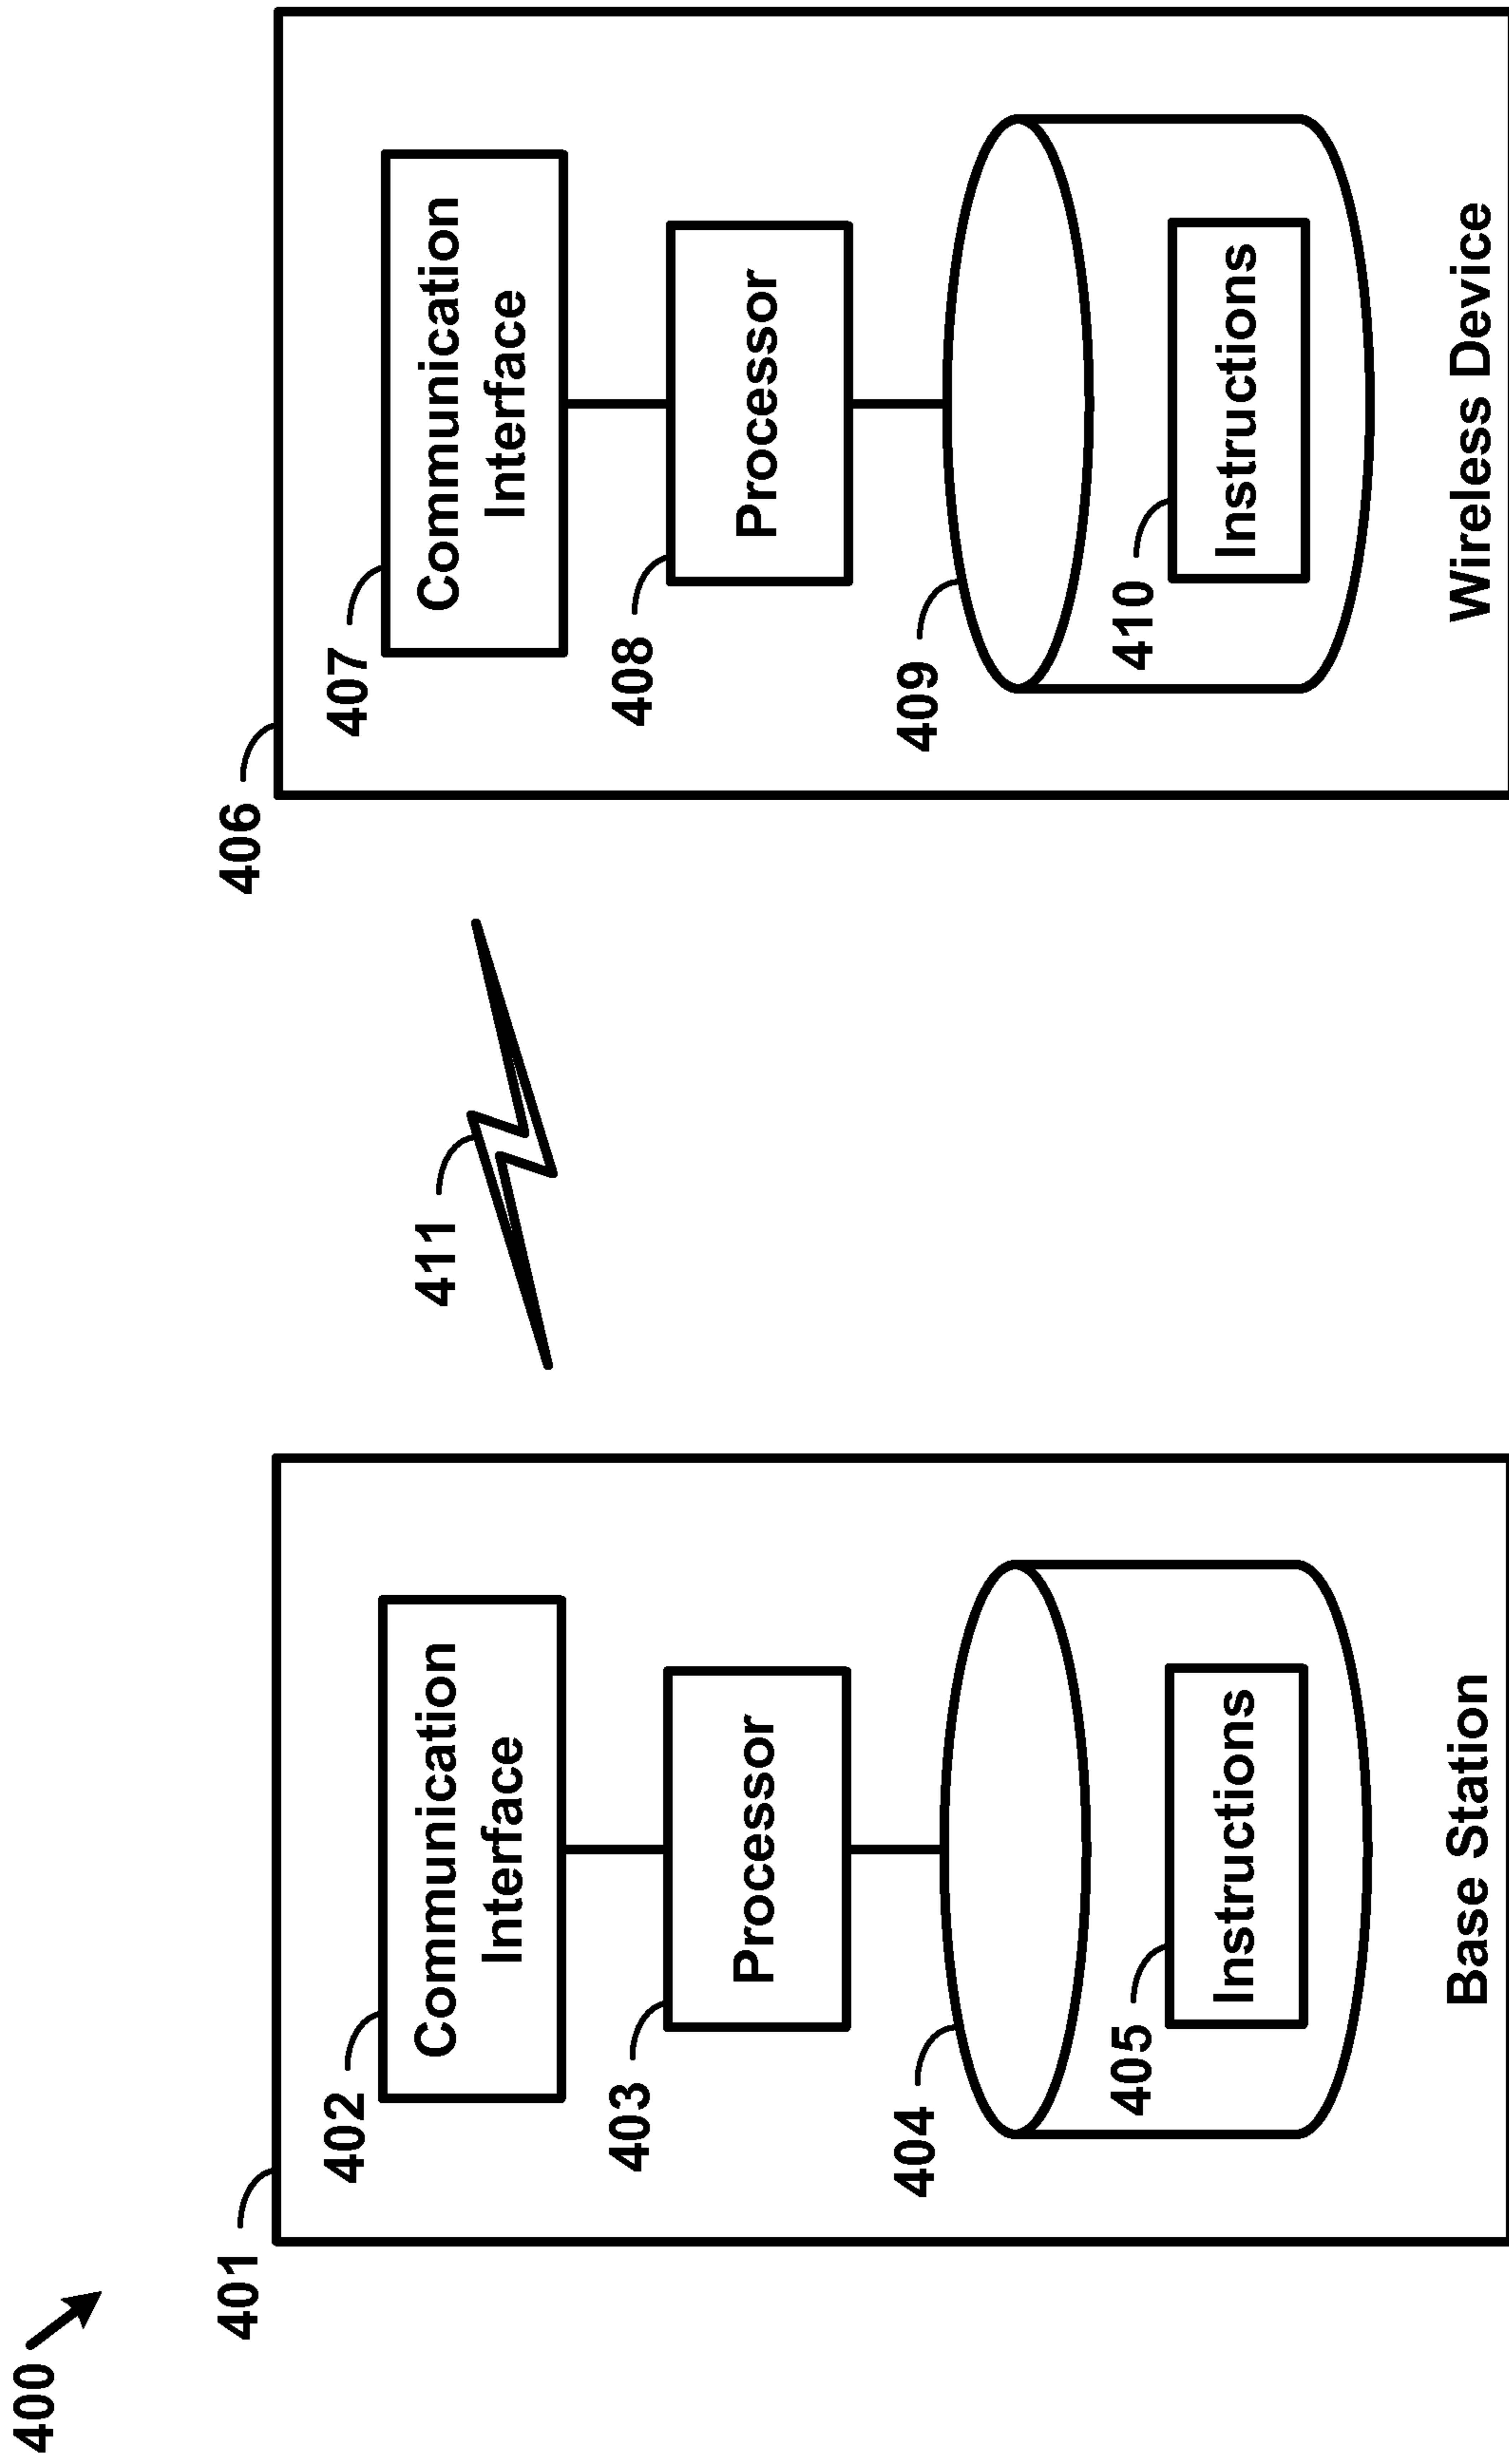 400
401
402
Communication
Interface
403
Processor
404
405
Instructions
Base Station
411
406
407
Communication
Interface
408
Processor
409
410
Instructions
Wireless Device